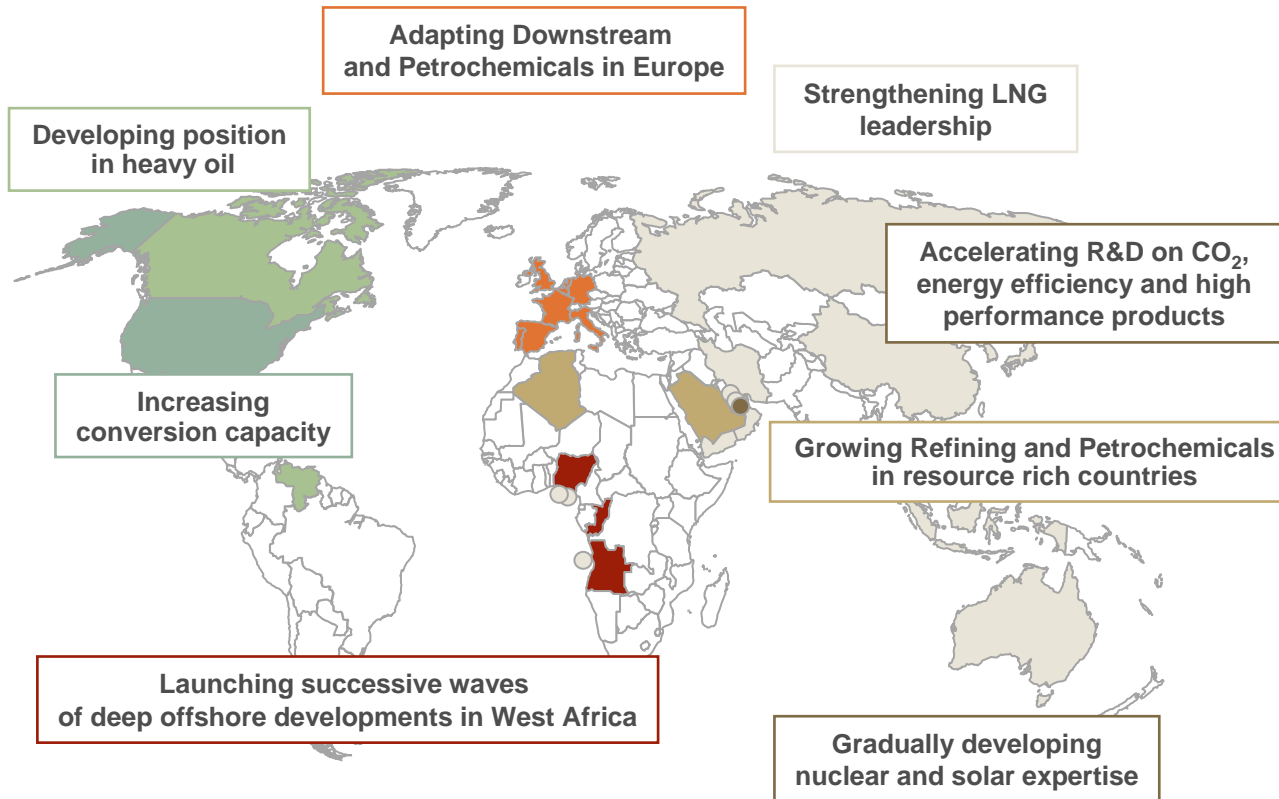 Adapting Downstream
and Petrochemicals in Europe
Strengthening LNG
leadership
Developing position
in heavy oil
Accelerating R&D on CO₂,
energy efficiency and high
performance products
Increasing
conversion capacity
Growing Refining and Petrochemicals
in resource rich countries
Launching successive waves
of deep offshore developments in West Africa
Gradually developing
nuclear and solar expertise